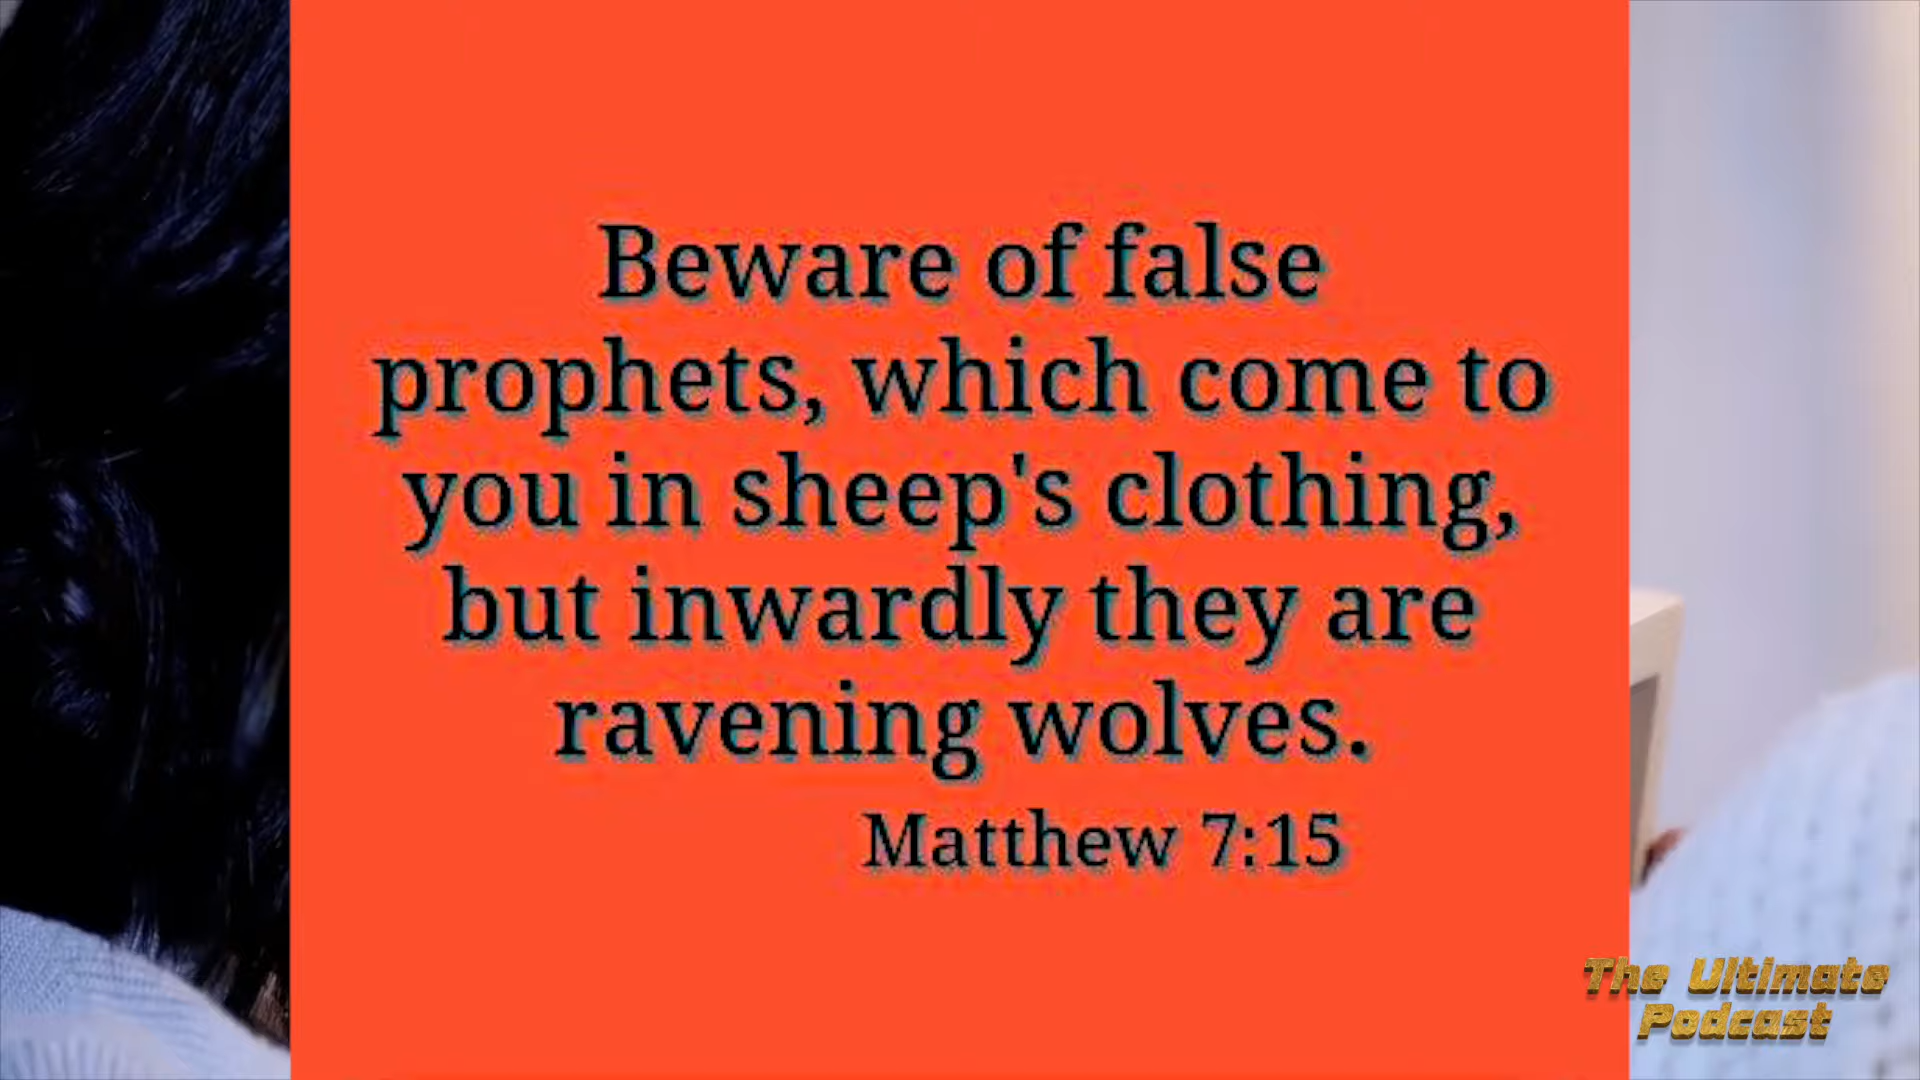 Beware of false
prophets, which come to
you in sheep's clothing,
but inwardly they are
ravening wolves.
Matthew 7:15
The Ultimate
Podcast